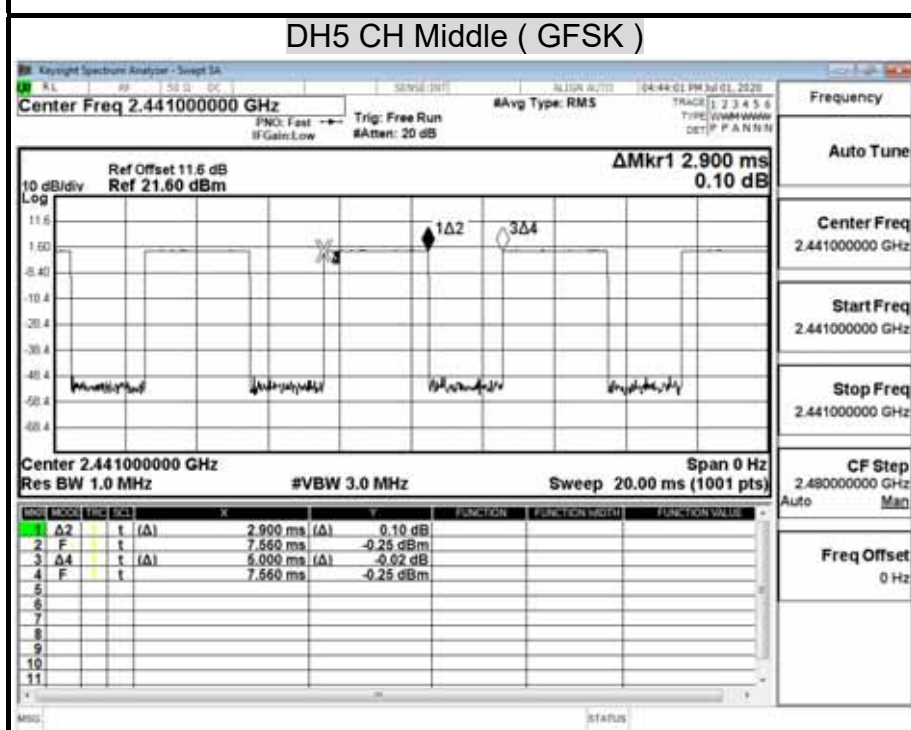 DH5 CH Middle ( GFSK )
Keysight Spectrum Analyzer - Swept SA
RL RF 50 Ω DC SENSE:INT ALIGN AUTO 04:44:01 PM Jul 01, 2020
Center Freq 2.441000000 GHz
#Avg Type: RMS
TRACE 1 2 3 4 5 6
PNO: Fast
Trig: Free Run
TYPE
IFGain:Low
#Atten: 20 dB
DET P P A N N N
ΔMkr1 2.900 ms
0.10 dB
Ref Offset 11.6 dB
10 dB/div Ref 21.60 dBm
Log
11.6
1.60
-8.40
-18.4
-28.4
-38.4
-48.4
-58.4
-68.4
1Δ2
3Δ4
Center 2.441000000 GHz Span 0 Hz
Res BW 1.0 MHz #VBW 3.0 MHz Sweep 20.00 ms (1001 pts)
MKR MODE TRC SCL X Y FUNCTION FUNCTION WIDTH FUNCTION VALUE
1 Δ2 1 t (Δ) 2.900 ms (Δ) 0.10 dB
2 F 1 t 7.560 ms -0.25 dBm
3 Δ4 1 t (Δ) 5.000 ms (Δ) -0.02 dB
4 F 1 t 7.560 ms -0.25 dBm
5
6
7
8
9
10
11
MSG STATUS
Frequency
Auto Tune
Center Freq
2.441000000 GHz
Start Freq
2.441000000 GHz
Stop Freq
2.441000000 GHz
CF Step
2.480000000 GHz
Auto Man
Freq Offset
0 Hz